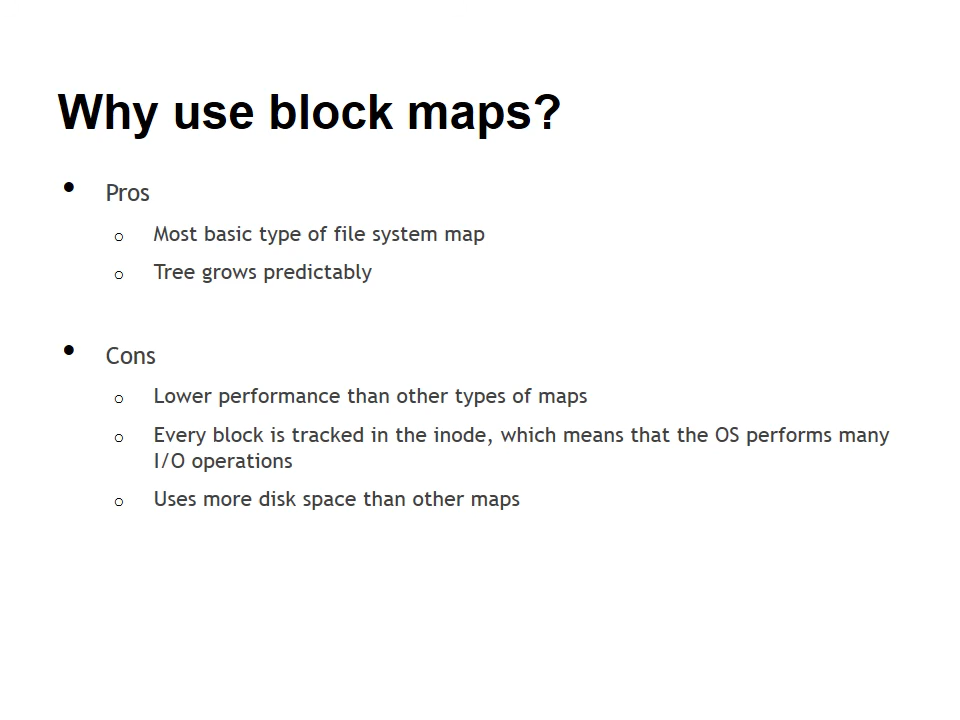 Why use block maps?
• Pros
o Most basic type of file system map
o Tree grows predictably
• Cons
o Lower performance than other types of maps
o Every block is tracked in the inode, which means that the OS performs many
I/O operations
o Uses more disk space than other maps